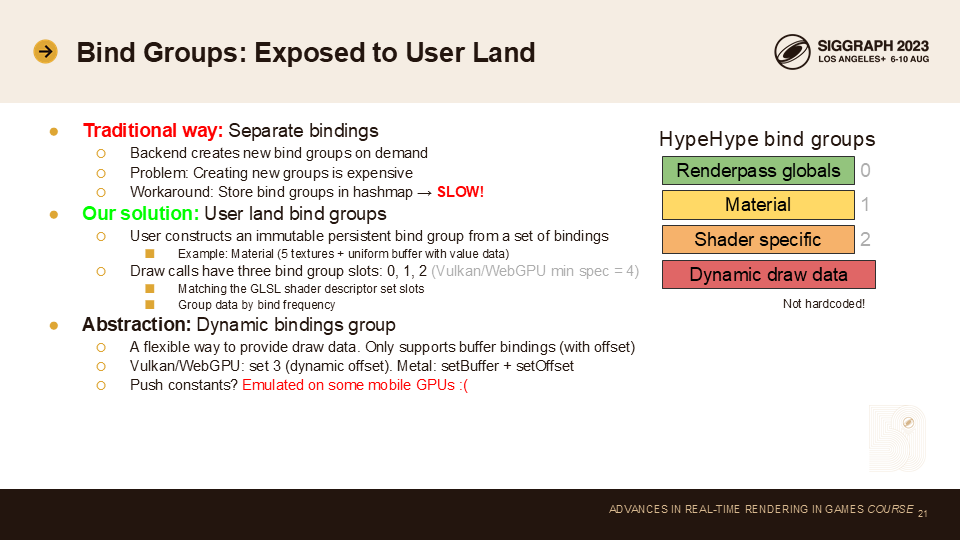 Bind Groups: Exposed to User Land
SIGGRAPH 2023
LOS ANGELES+ 6-10 AUG
● Traditional way: Separate bindings
○ Backend creates new bind groups on demand
○ Problem: Creating new groups is expensive
○ Workaround: Store bind groups in hashmap → SLOW!
● Our solution: User land bind groups
○ User constructs an immutable persistent bind group from a set of bindings
■ Example: Material (5 textures + uniform buffer with value data)
○ Draw calls have three bind group slots: 0, 1, 2 (Vulkan/WebGPU min spec = 4)
■ Matching the GLSL shader descriptor set slots
■ Group data by bind frequency
● Abstraction: Dynamic bindings group
○ A flexible way to provide draw data. Only supports buffer bindings (with offset)
○ Vulkan/WebGPU: set 3 (dynamic offset). Metal: setBuffer + setOffset
○ Push constants? Emulated on some mobile GPUs :(
HypeHype bind groups
Renderpass globals 0
Material 1
Shader specific 2
Dynamic draw data
Not hardcoded!
ADVANCES IN REAL-TIME RENDERING IN GAMES COURSE 21